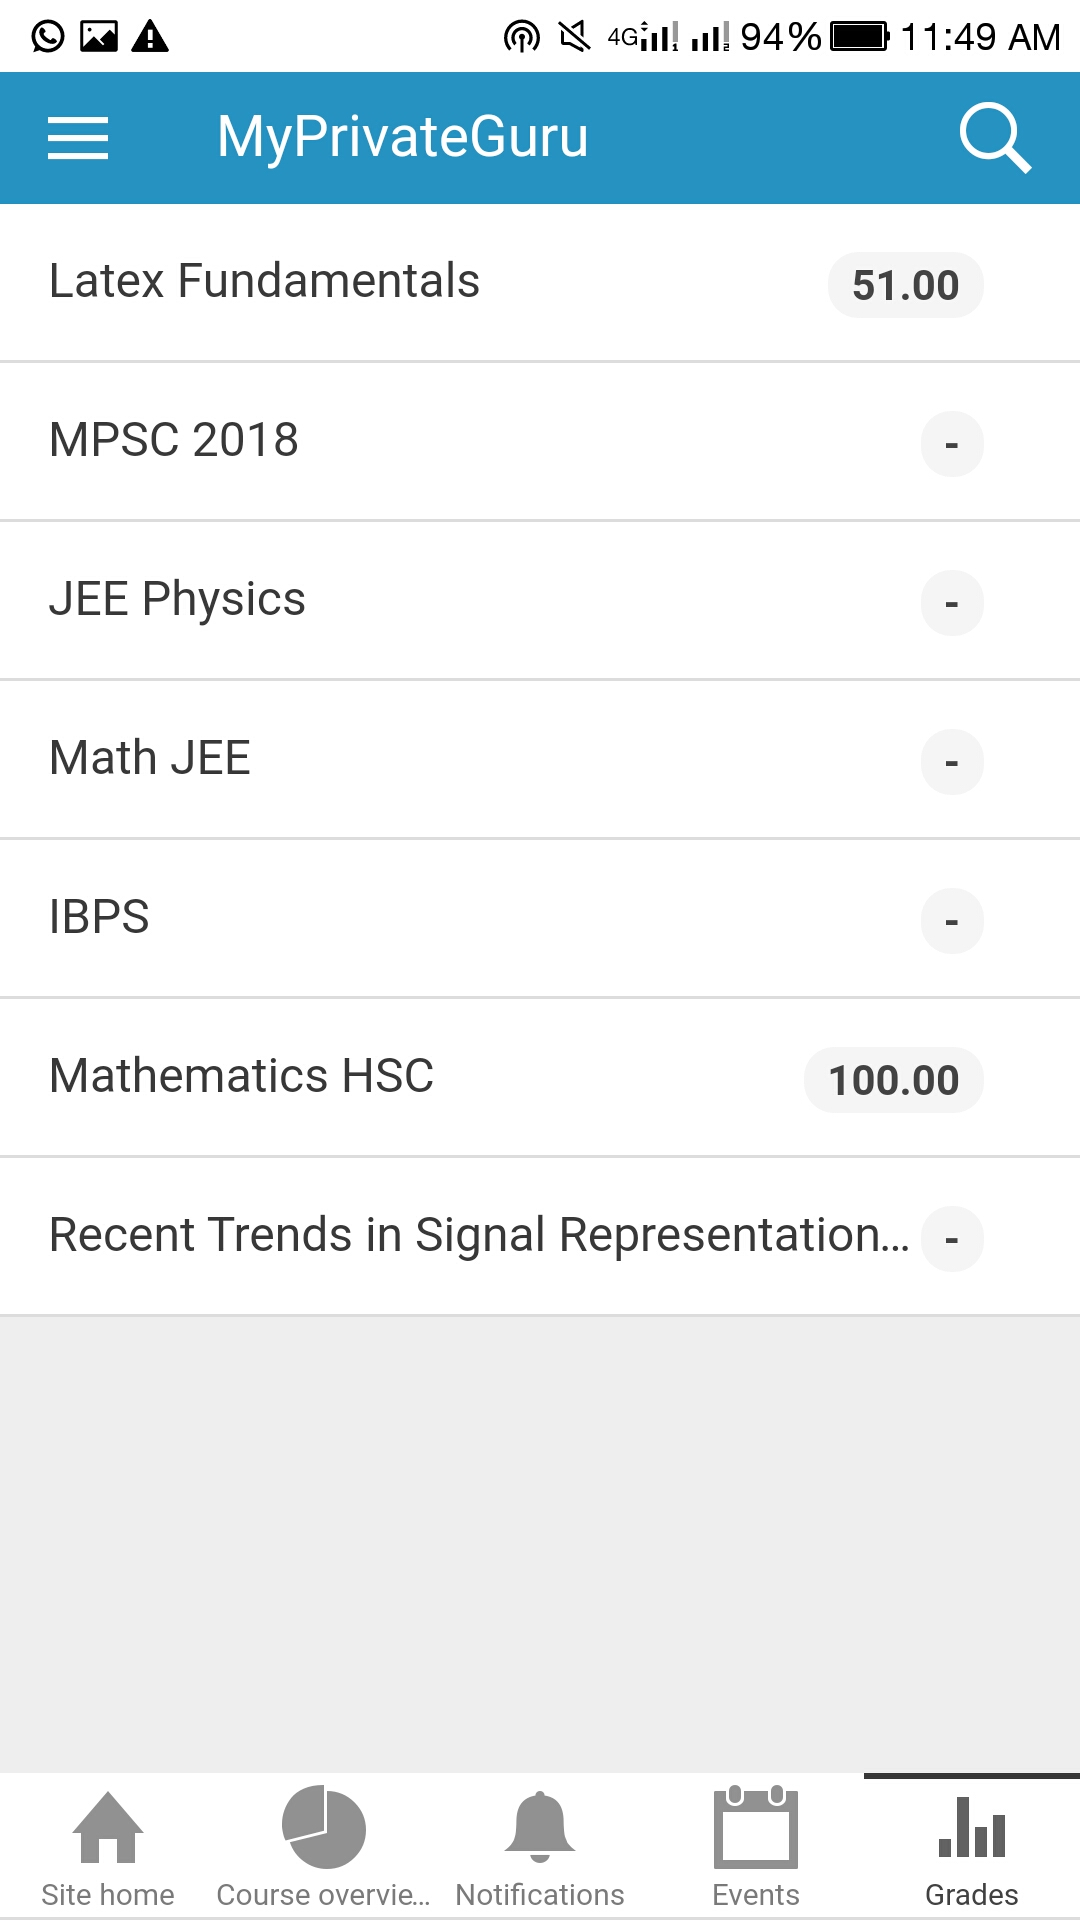 4G 94% 11:49 AM
MyPrivateGuru
Latex Fundamentals 51.00
MPSC 2018 -
JEE Physics -
Math JEE -
IBPS -
Mathematics HSC 100.00
Recent Trends in Signal Representation... -
Site home Course overvie... Notifications Events Grades